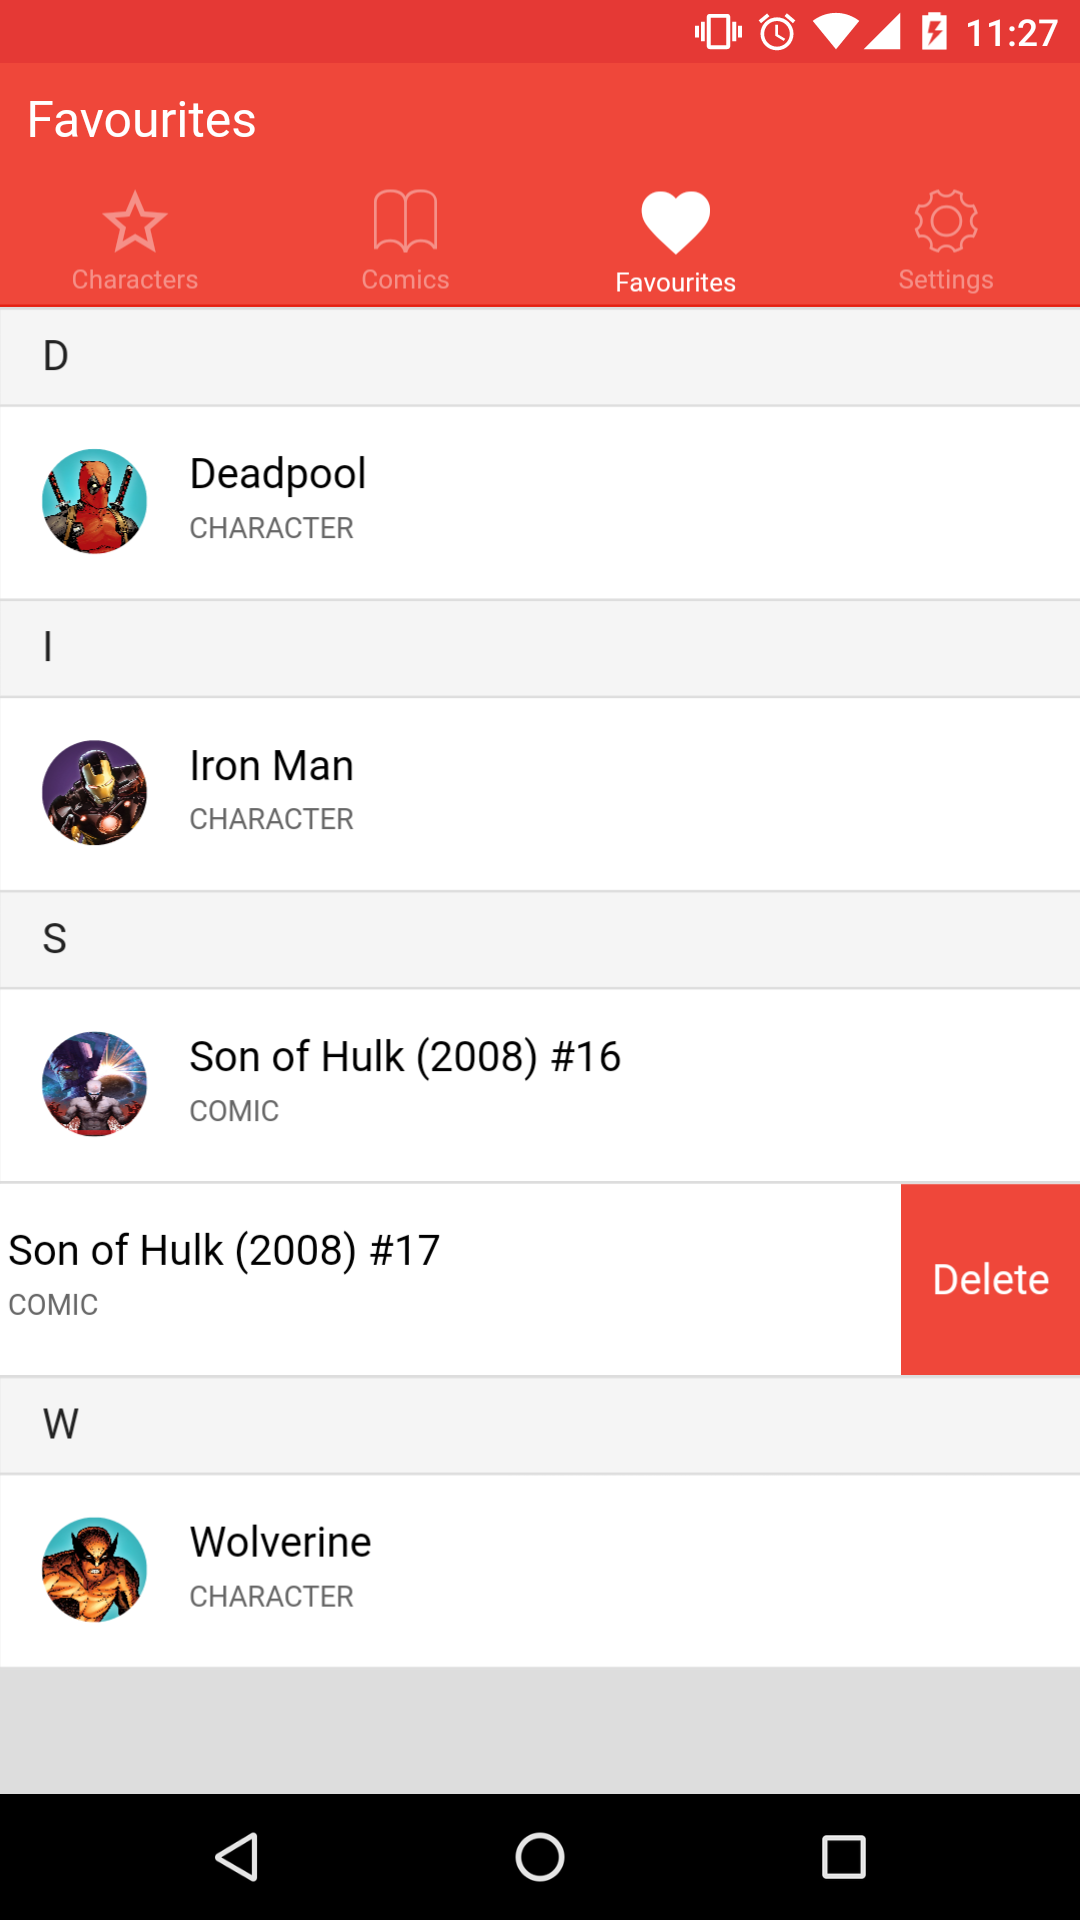 11:27
Favourites
Characters
Comics
Favourites
Settings
D
Deadpool
CHARACTER
I
Iron Man
CHARACTER
S
Son of Hulk (2008) #16
COMIC
Son of Hulk (2008) #17
COMIC
Delete
W
Wolverine
CHARACTER